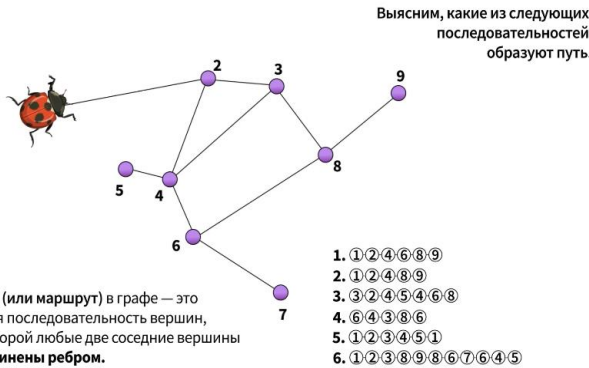 Выясним, какие из следующих
последовательностей
образуют путь
2
3
9
8
5
4
6
7
1. ①②④⑥⑧⑨
2. ①②④⑧⑨
3. ③②④⑤④⑥⑧
4. ⑥④③⑧⑥
5. ①②③④⑤①
6. ①②③⑧⑨⑧⑥⑦⑥④⑤
(или маршрут) в графе — это
последовательность вершин,
любые две соседние вершины
ребром.